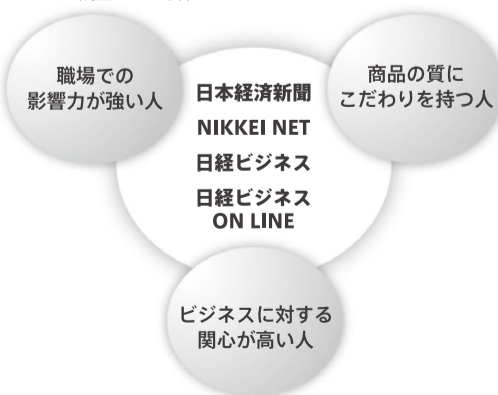 職場での
影響力が強い人
商品の質に
こだわりを持つ人
日本経済新聞
NIKKEI NET
日経ビジネス
日経ビジネス
ON LINE
ビジネスに対する
関心が高い人